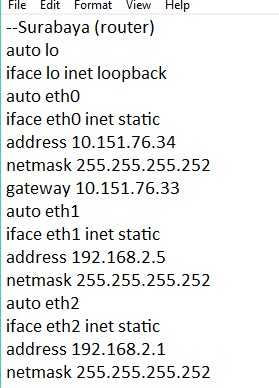 File Edit Format View Help
--Surabaya (router)
auto lo
iface lo inet loopback
auto eth0
iface eth0 inet static
address 10.151.76.34
netmask 255.255.255.252
gateway 10.151.76.33
auto eth1
iface eth1 inet static
address 192.168.2.5
netmask 255.255.255.252
auto eth2
iface eth2 inet static
address 192.168.2.1
netmask 255.255.255.252